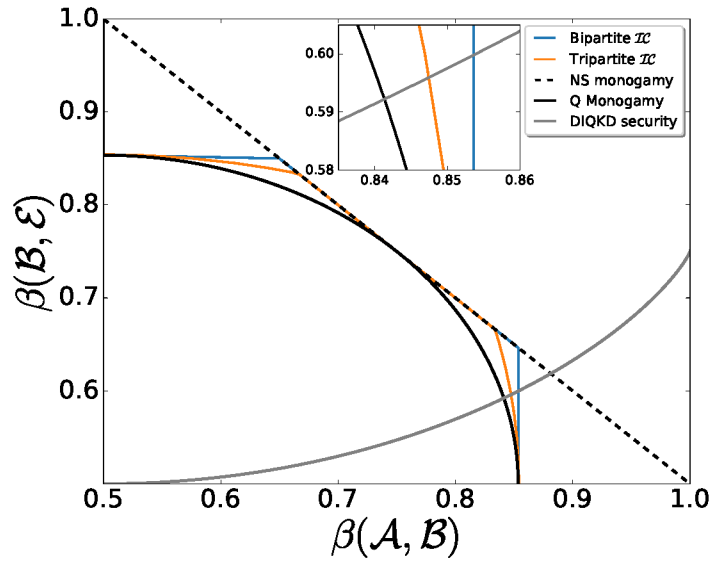 1.0
0.9
0.8
0.7
0.6
β(𝓑, 𝓔)
0.60
0.59
0.58
0.84 0.85 0.86
Bipartite 𝓘𝓒
Tripartite 𝓘𝓒
NS monogamy
Q Monogamy
DIQKD security
0.5 0.6 0.7 0.8 0.9 1.0
β(𝓐, 𝓑)